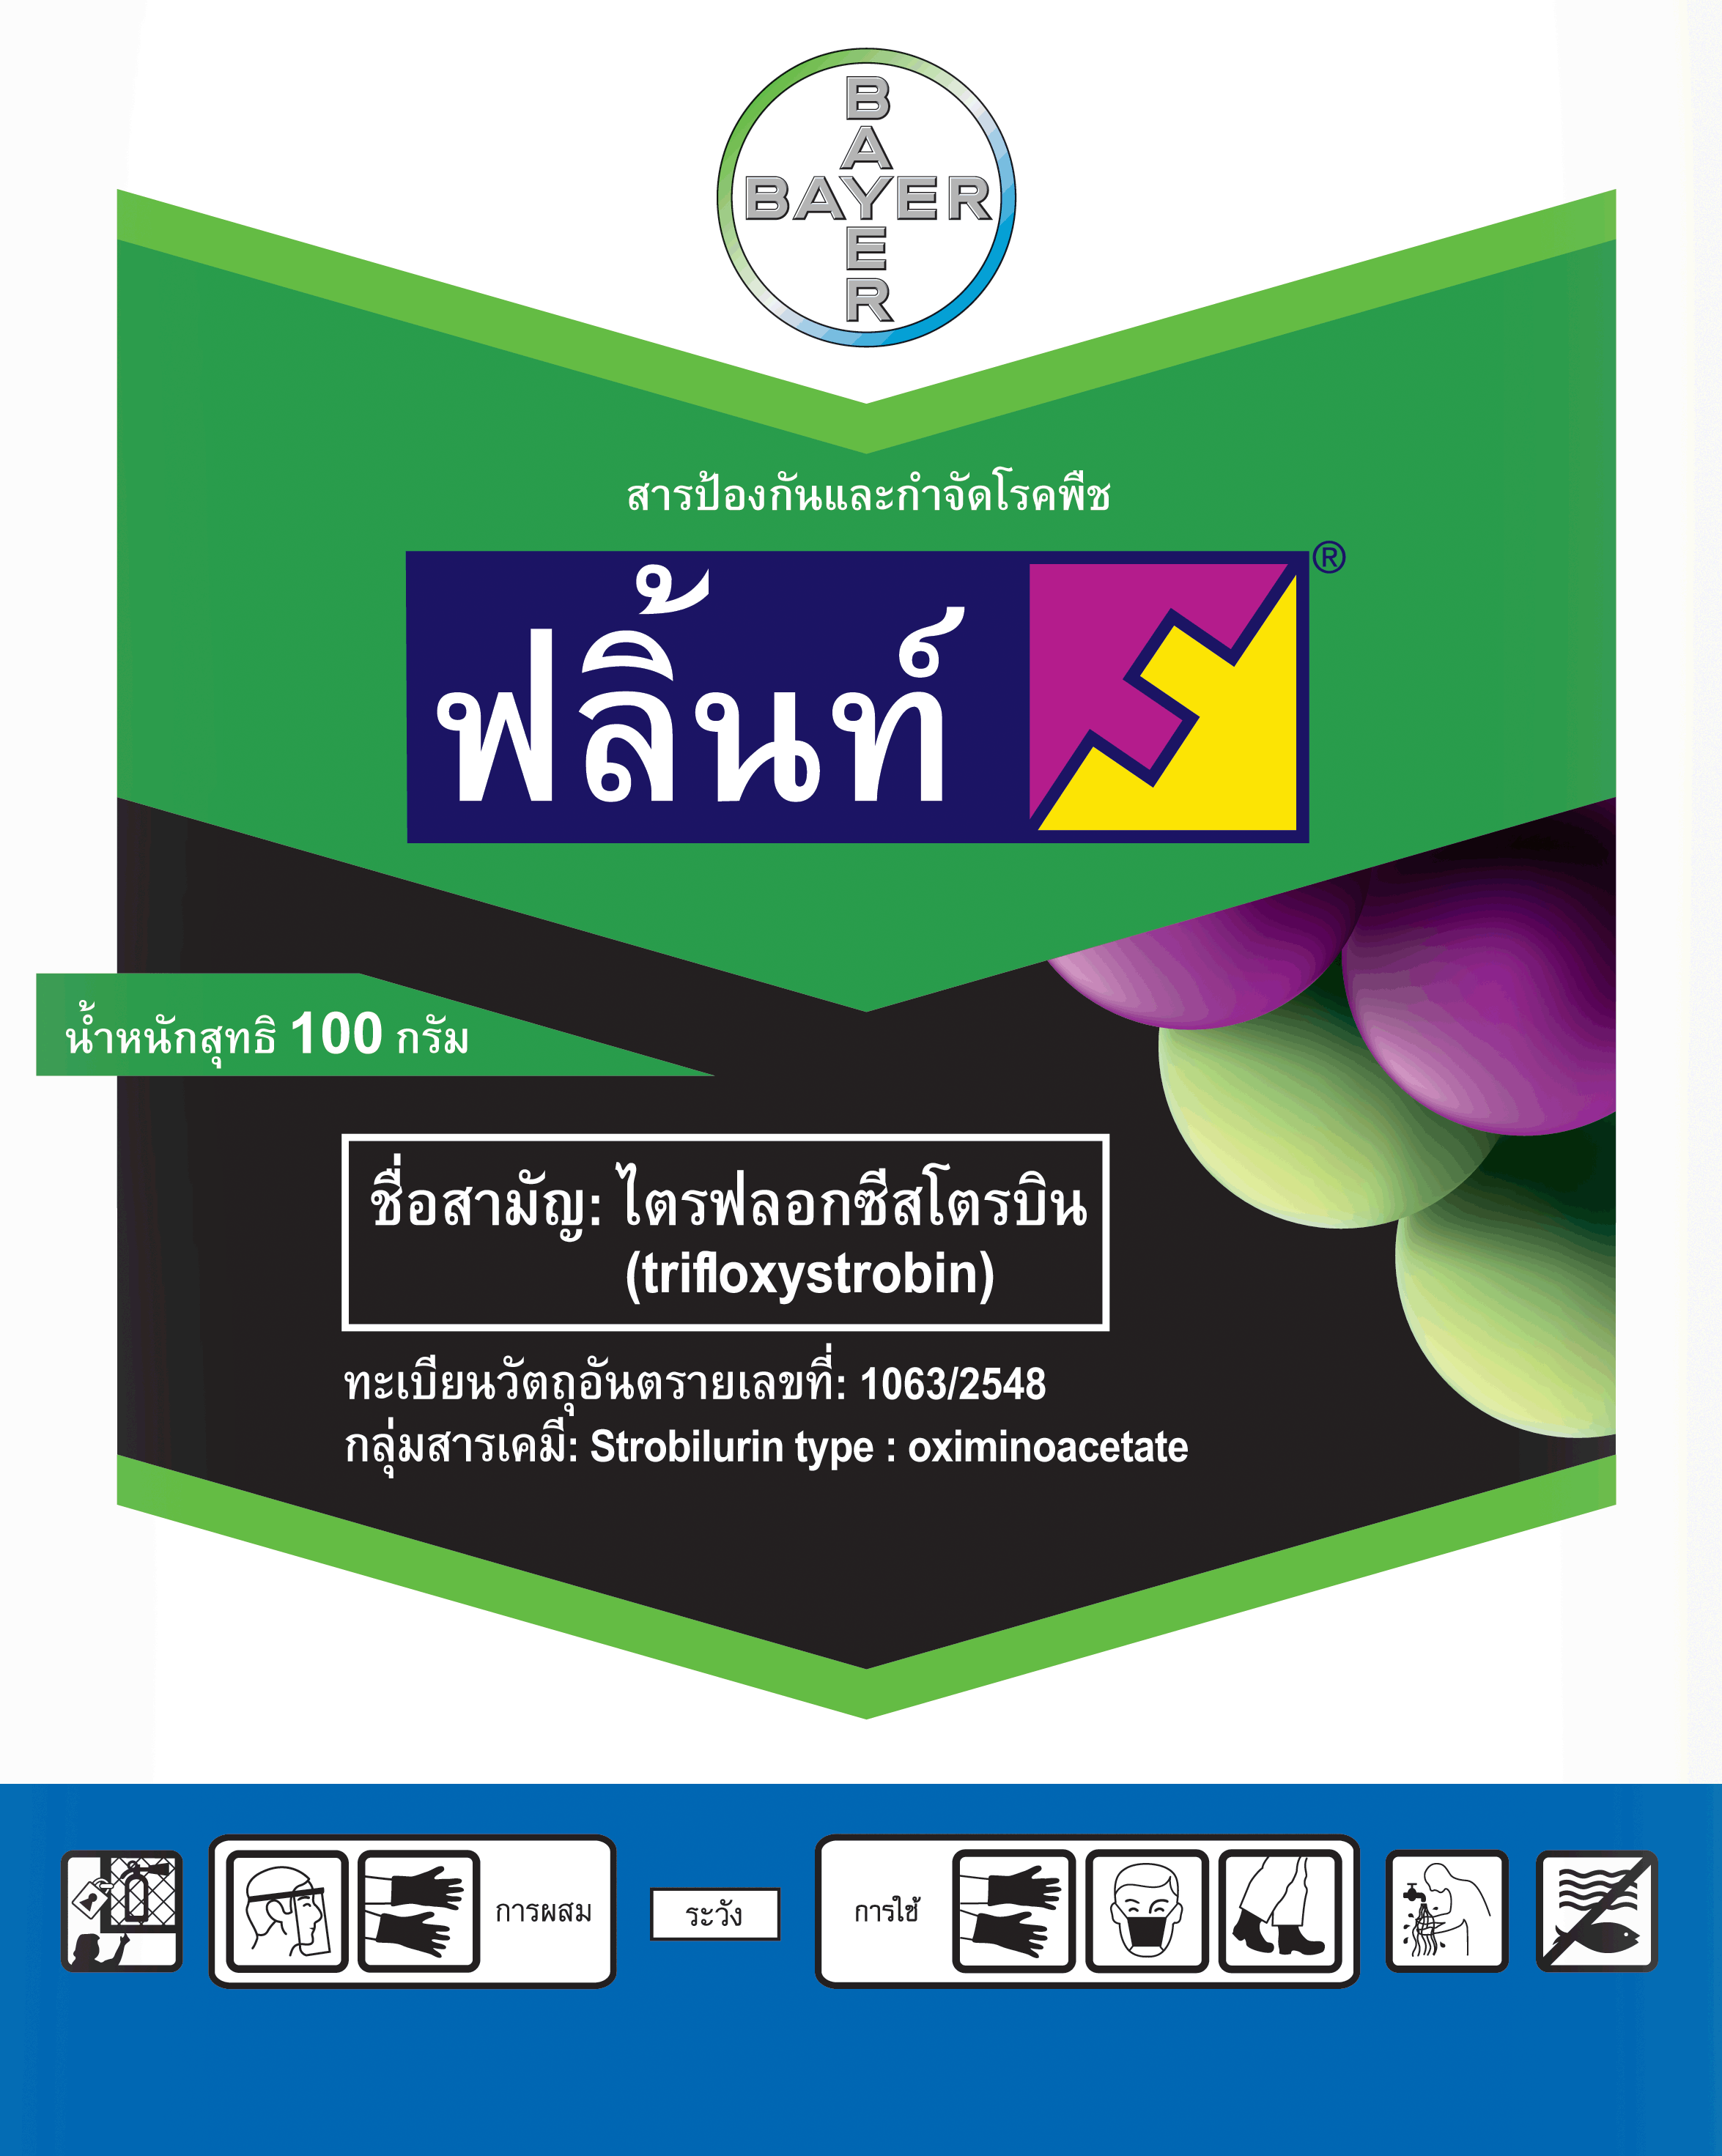 BAYER
BAYER
สารป้องกันและกำจัดโรคพืช
ฟลิ้นท์ ®
น้ำหนักสุทธิ 100 กรัม
ชื่อสามัญ: ไตรฟลอกซีสโตรบิน
(trifloxystrobin)
ทะเบียนวัตถุอันตรายเลขที่: 1063/2548
กลุ่มสารเคมี: Strobilurin type : oximinoacetate
การผสม
ระวัง
การใช้